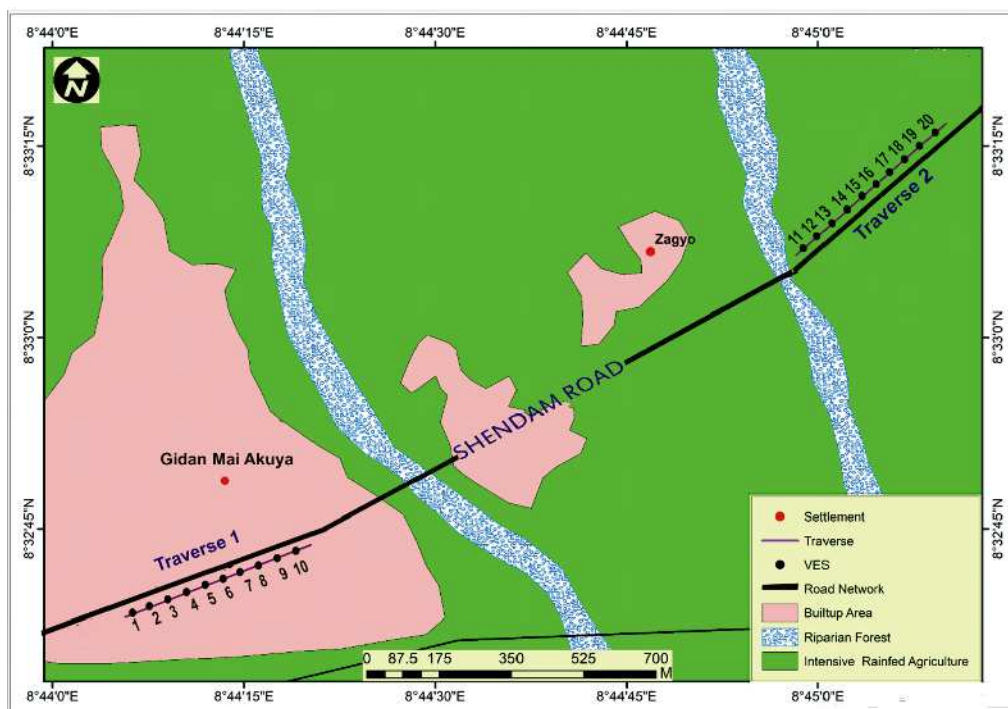 8°44'0"E 8°44'15"E 8°44'30"E 8°44'45"E 8°45'0"E
N
8°33'15"N 8°33'15"N
11 12 13 14 15 16 17 18 19 20
Traverse 2
Zagyo
8°33'0"N 8°33'0"N
SHENDAM ROAD
Gidan Mai Akuya
8°32'45"N 8°32'45"N
Traverse 1
1 2 3 4 5 6 7 8 9 10
Settlement
Traverse
VES
Road Network
Builtup Area
Riparian Forest
Intensive Rainfed Agriculture
0 87.5 175 350 525 700
M
8°44'0"E 8°44'15"E 8°44'30"E 8°44'45"E 8°45'0"E